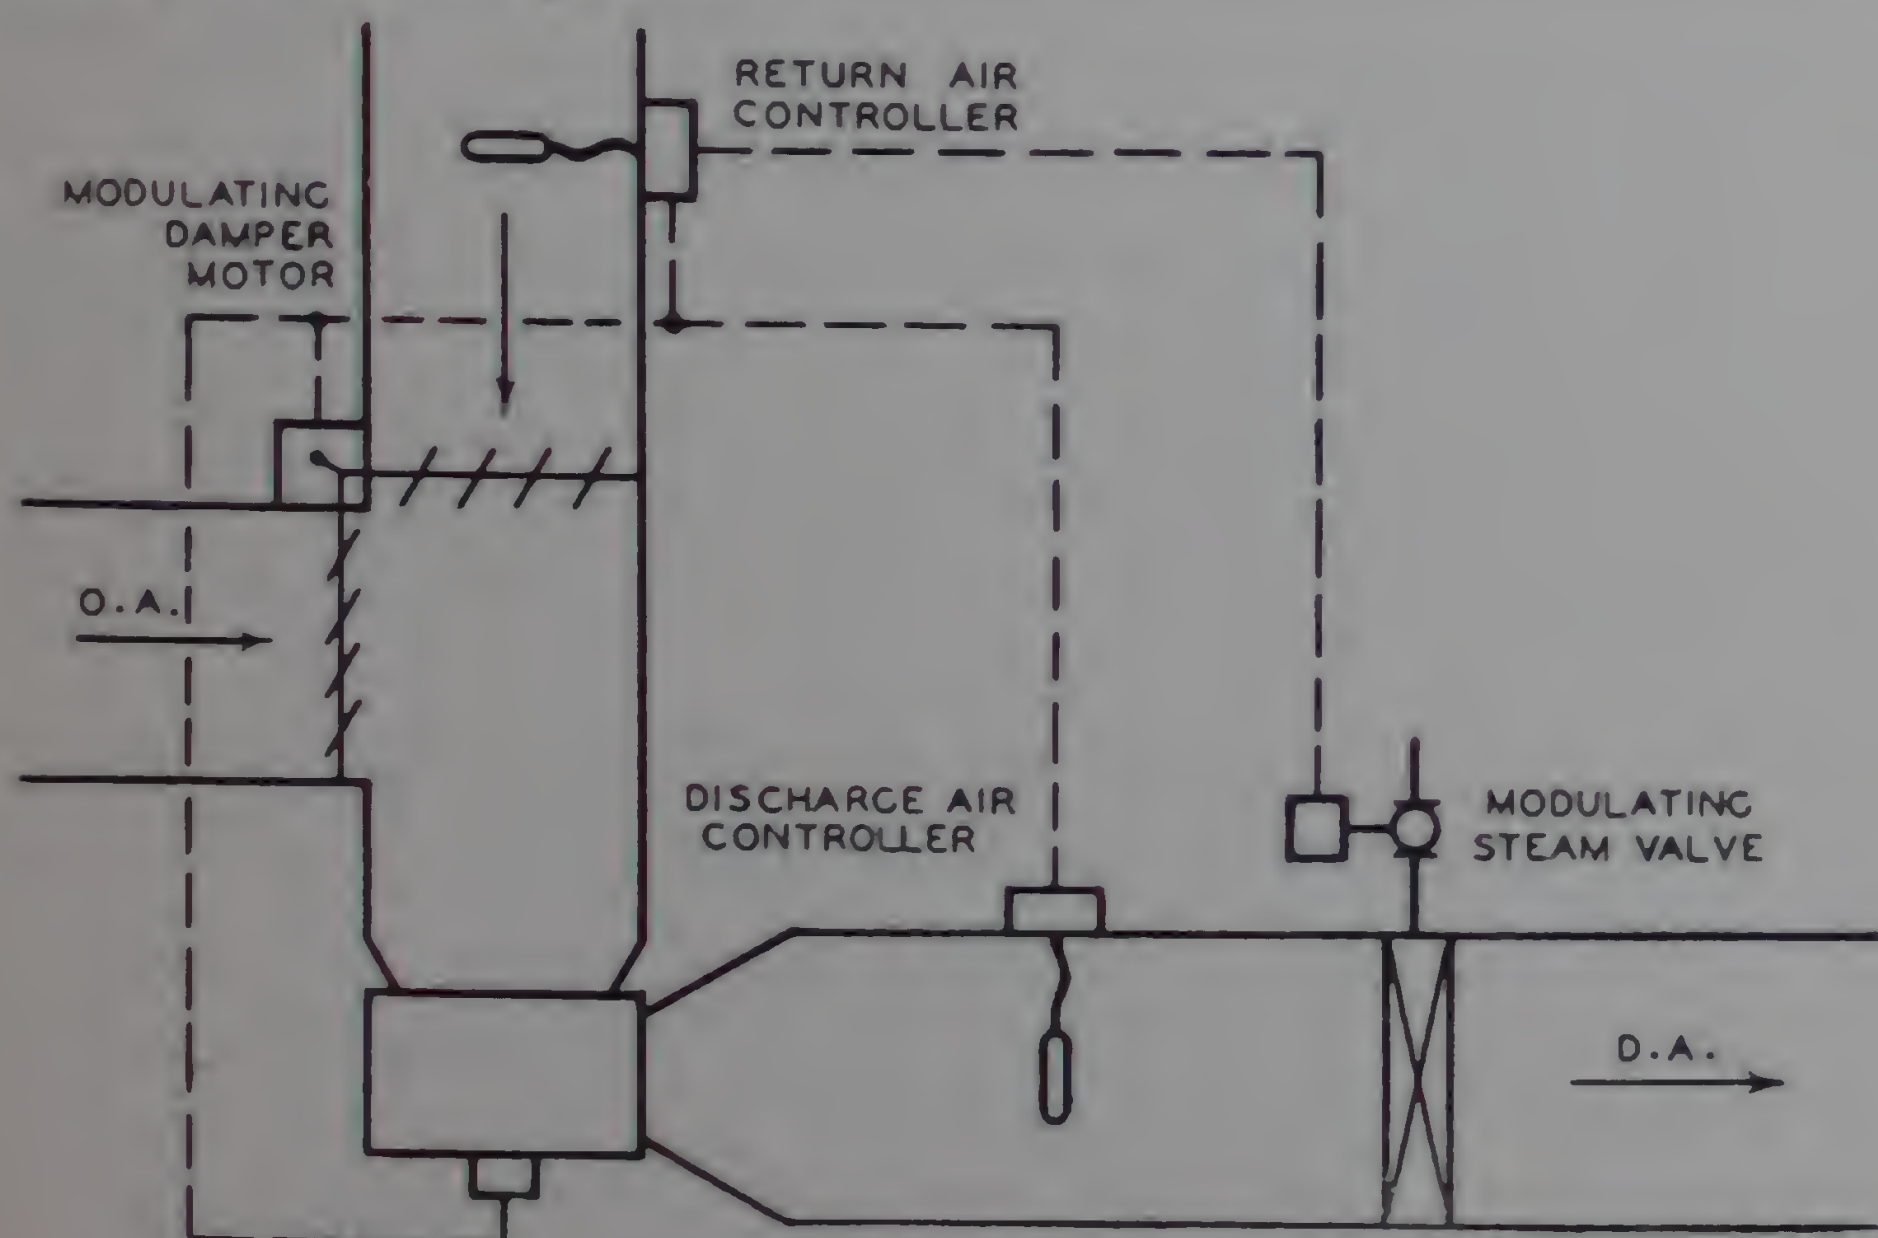 RETURN AIR
CONTROLLER
MODULATING
DAMPER
MOTOR
O.A.
DISCHARGE AIR
CONTROLLER
MODULATING
STEAM VALVE
D.A.